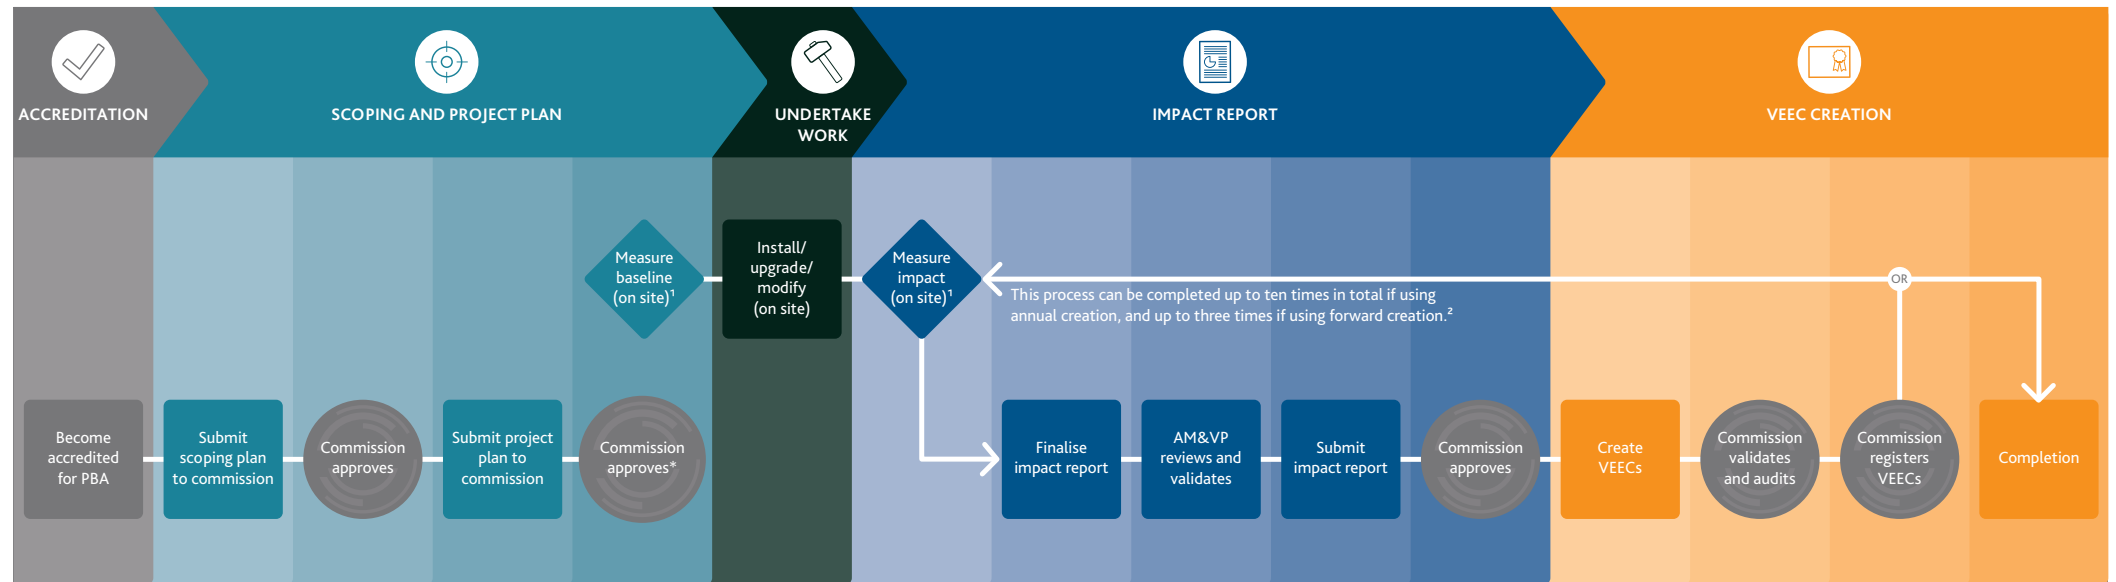 ACCREDITATION
SCOPING AND PROJECT PLAN
UNDERTAKE
WORK
IMPACT REPORT
VEEC CREATION
Measure
baseline
(on site)¹
Install/
upgrade/
modify
(on site)
Measure
impact
(on site)¹
OR
This process can be completed up to ten times in total if using
annual creation, and up to three times if using forward creation.²
Become
accredited
for PBA
Submit
scoping plan
to commission
Commission
approves
Submit project
plan to
commission
Commission
approves*
Finalise
impact report
AM&VP
reviews and
validates
Submit
impact report
Commission
approves
Create
VEECs
Commission
validates
and audits
Commission
registers
VEECs
Completion